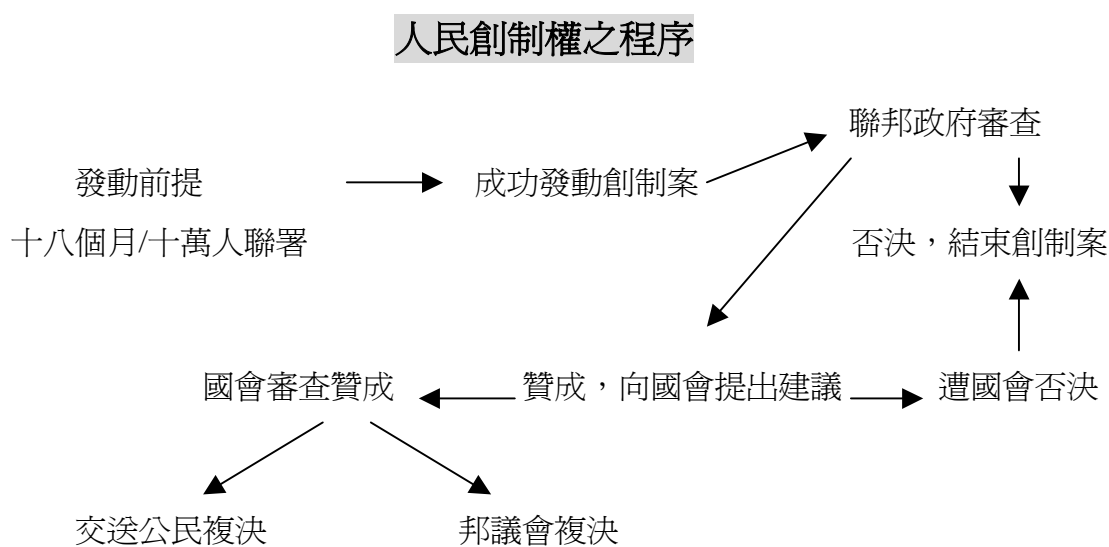 人民創制權之程序
聯邦政府審查
發動前提
成功發動創制案
十八個月/十萬人聯署
否決，結束創制案
國會審查贊成
贊成，向國會提出建議
遭國會否決
交送公民複決
邦議會複決